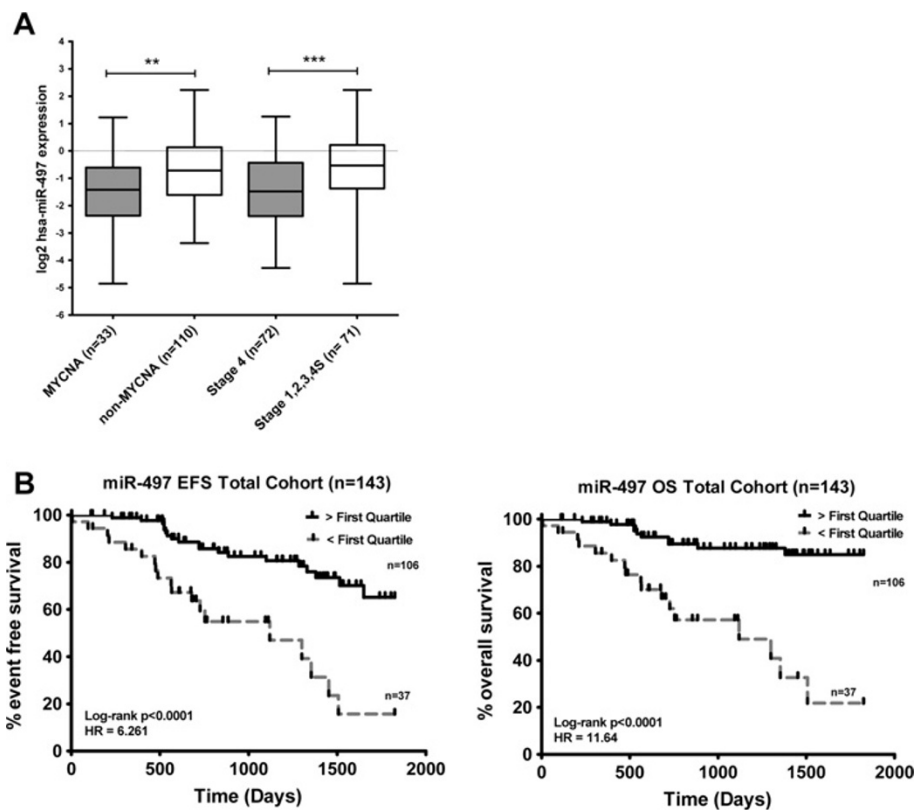 A
log2 hsa-miR-497 expression
4
3
2
1
0
-1
-2
-3
-4
-5
-6
**
***
MYCNA (n=33)
non-MYCNA (n=110)
Stage 4 (n=72)
Stage 1,2,3,4S (n= 71)
B
miR-497 EFS Total Cohort (n=143)
% event free survival
100
80
60
40
20
0
> First Quartile
< First Quartile
n=106
n=37
Log-rank p<0.0001
HR = 6.261
0 500 1000 1500 2000
Time (Days)
miR-497 OS Total Cohort (n=143)
% overall survival
100
80
60
40
20
0
> First Quartile
< First Quartile
n=106
n=37
Log-rank p<0.0001
HR = 11.64
0 500 1000 1500 2000
Time (Days)